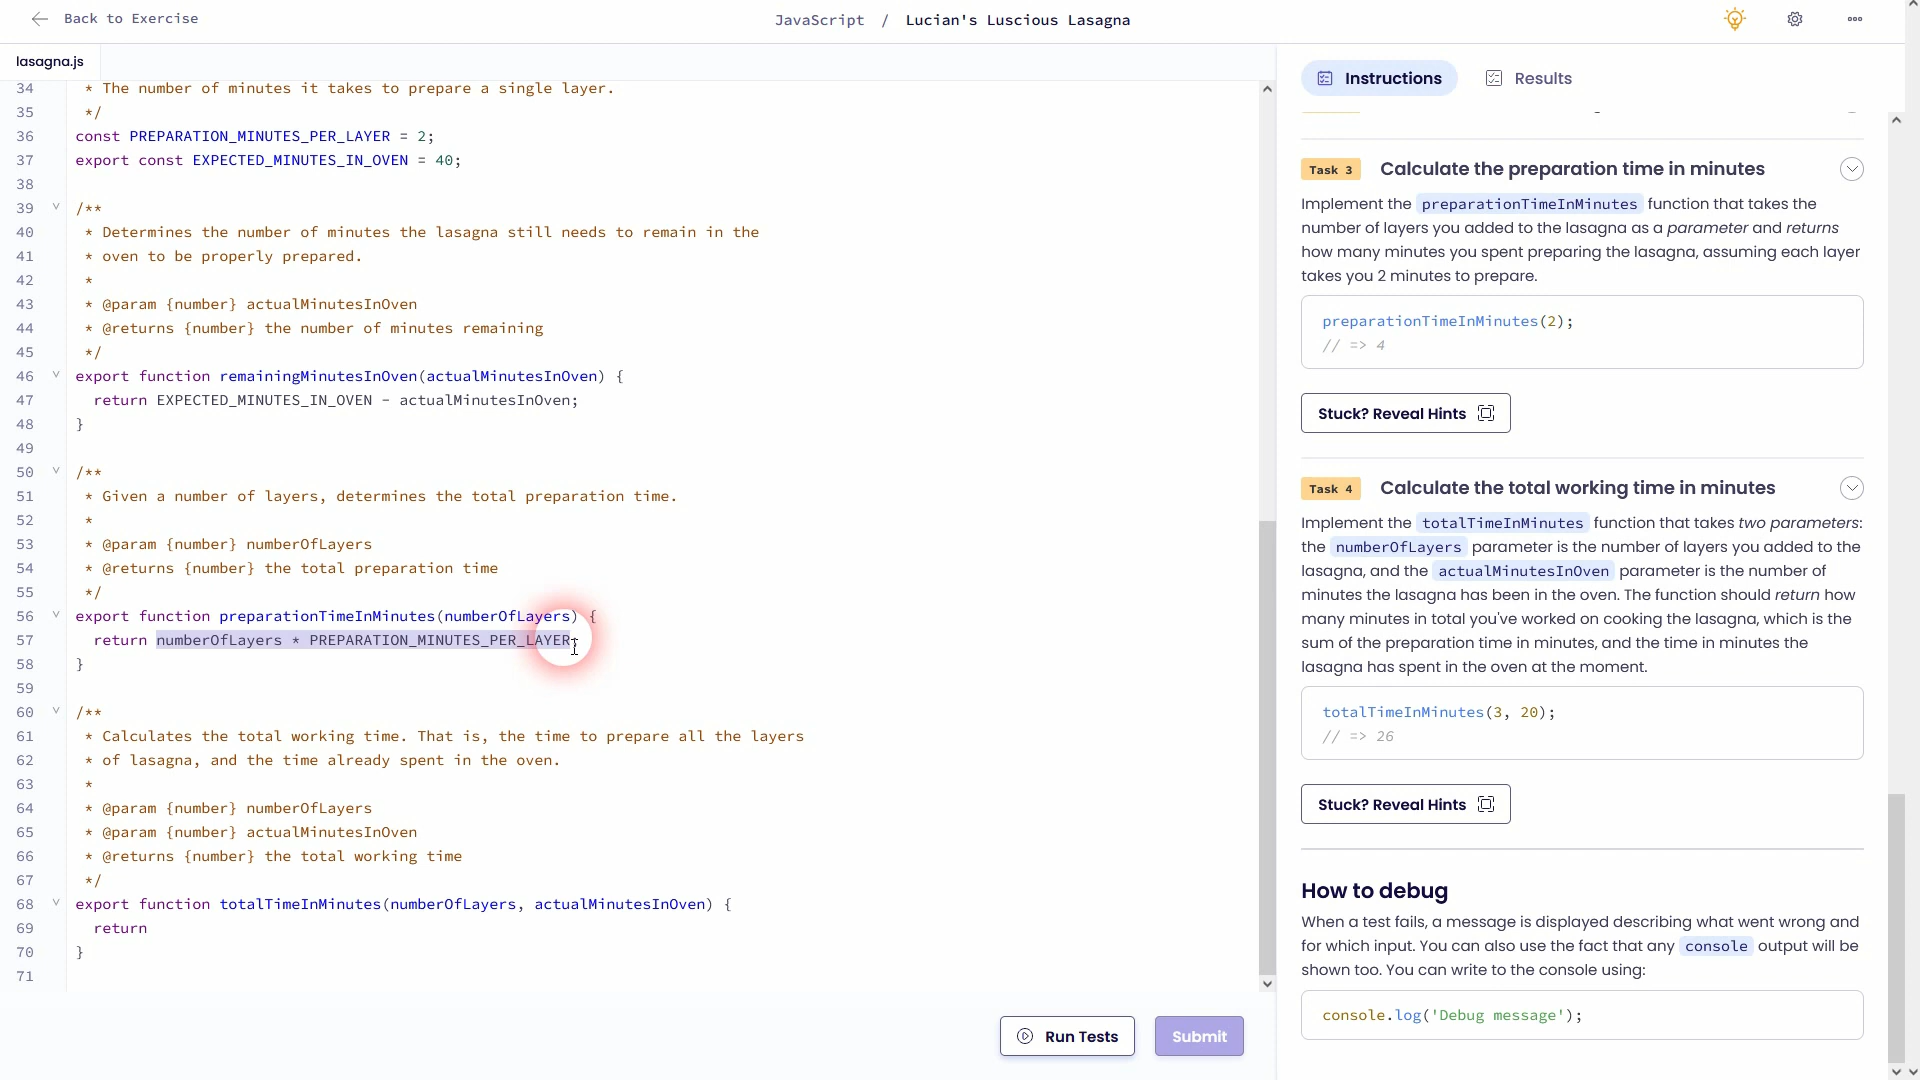 Back to Exercise
JavaScript / Lucian's Luscious Lasagna
lasagna.js
34 * The number of minutes it takes to prepare a single layer.
35 */
36 const PREPARATION_MINUTES_PER_LAYER = 2;
37 export const EXPECTED_MINUTES_IN_OVEN = 40;
38
39 /**
40 * Determines the number of minutes the lasagna still needs to remain in the
41 * oven to be properly prepared.
42 *
43 * @param {number} actualMinutesInOven
44 * @returns {number} the number of minutes remaining
45 */
46 export function remainingMinutesInOven(actualMinutesInOven) {
47 return EXPECTED_MINUTES_IN_OVEN - actualMinutesInOven;
48 }
49
50 /**
51 * Given a number of layers, determines the total preparation time.
52 *
53 * @param {number} numberOfLayers
54 * @returns {number} the total preparation time
55 */
56 export function preparationTimeInMinutes(numberOfLayers) {
57 return numberOfLayers * PREPARATION_MINUTES_PER_LAYER;
58 }
59
60 /**
61 * Calculates the total working time. That is, the time to prepare all the layers
62 * of lasagna, and the time already spent in the oven.
63 *
64 * @param {number} numberOfLayers
65 * @param {number} actualMinutesInOven
66 * @returns {number} the total working time
67 */
68 export function totalTimeInMinutes(numberOfLayers, actualMinutesInOven) {
69 return
70 }
71
Run Tests
Submit
Instructions
Results
Task 3 Calculate the preparation time in minutes
Implement the preparationTimeInMinutes function that takes the
number of layers you added to the lasagna as a parameter and returns
how many minutes you spent preparing the lasagna, assuming each layer
takes you 2 minutes to prepare.
preparationTimeInMinutes(2);
// => 4
Stuck? Reveal Hints
Task 4 Calculate the total working time in minutes
Implement the totalTimeInMinutes function that takes two parameters:
the numberOfLayers parameter is the number of layers you added to the
lasagna, and the actualMinutesInOven parameter is the number of
minutes the lasagna has been in the oven. The function should return how
many minutes in total you've worked on cooking the lasagna, which is the
sum of the preparation time in minutes, and the time in minutes the
lasagna has spent in the oven at the moment.
totalTimeInMinutes(3, 20);
// => 26
Stuck? Reveal Hints
How to debug
When a test fails, a message is displayed describing what went wrong and
for which input. You can also use the fact that any console output will be
shown too. You can write to the console using:
console.log('Debug message');